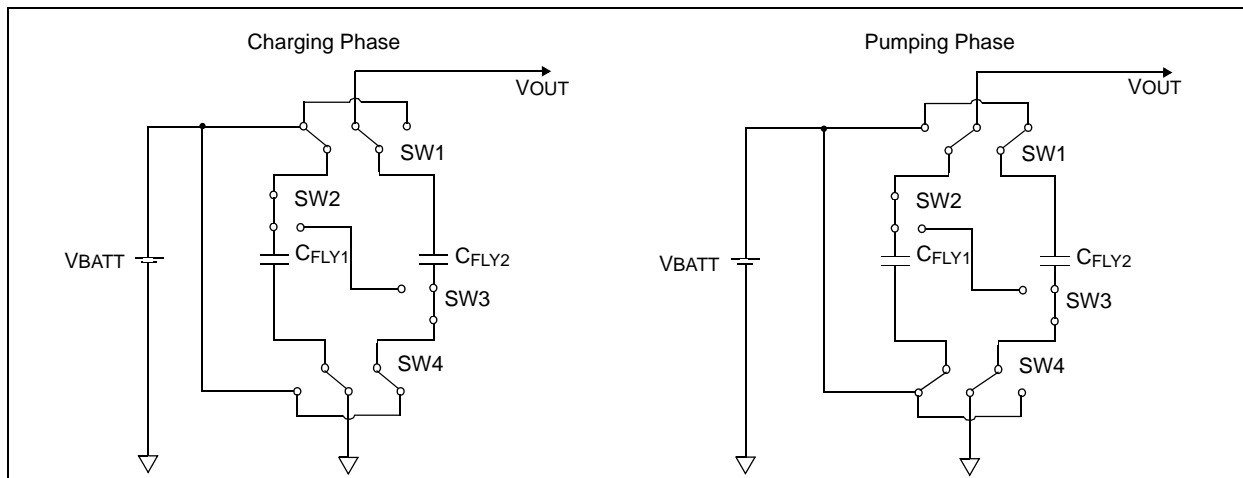 Charging Phase
VOUT
SW1
SW2
VBATT
CFLY1
CFLY2
SW3
SW4
Pumping Phase
VOUT
SW1
SW2
VBATT
CFLY1
CFLY2
SW3
SW4